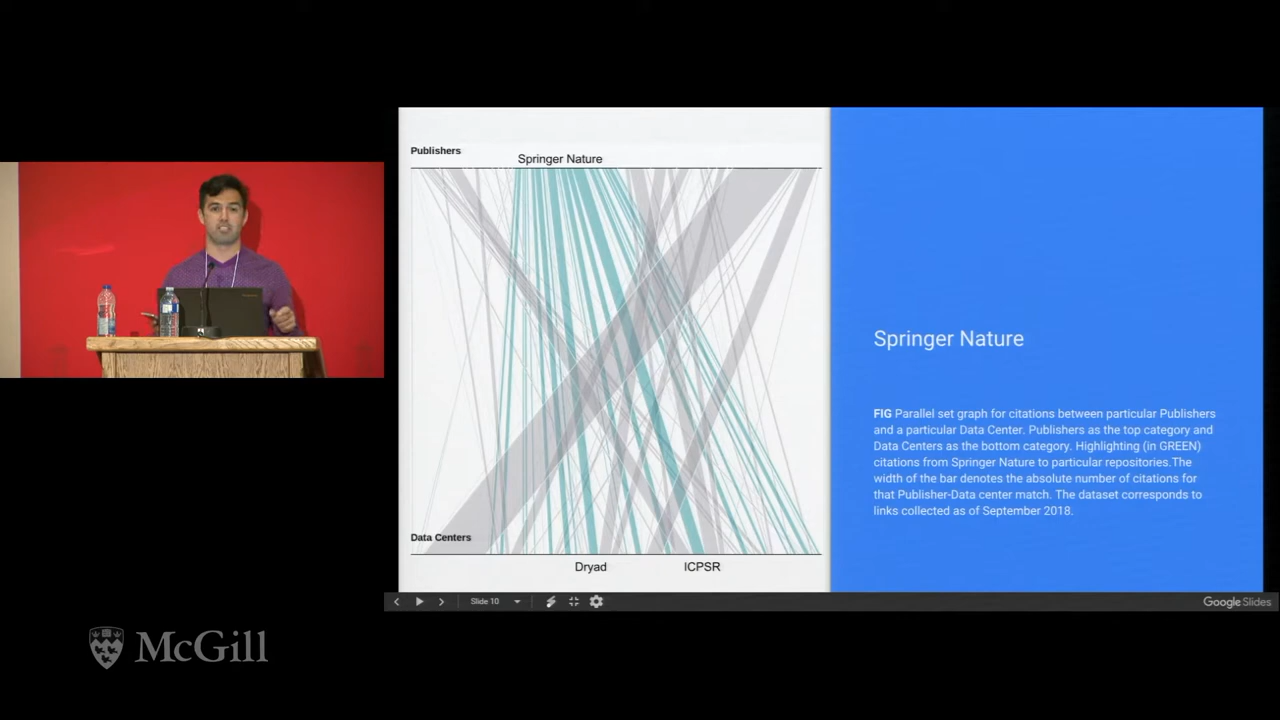 Publishers
Springer Nature
Data Centers
Dryad
ICPSR
Springer Nature
FIG Parallel set graph for citations between particular Publishers
and a particular Data Center. Publishers as the top category and
Data Centers as the bottom category. Highlighting (in GREEN)
citations from Springer Nature to particular repositories.The
width of the bar denotes the absolute number of citations for
that Publisher-Data center match. The dataset corresponds to
links collected as of September 2018.
Slide 10
Google Slides
McGill